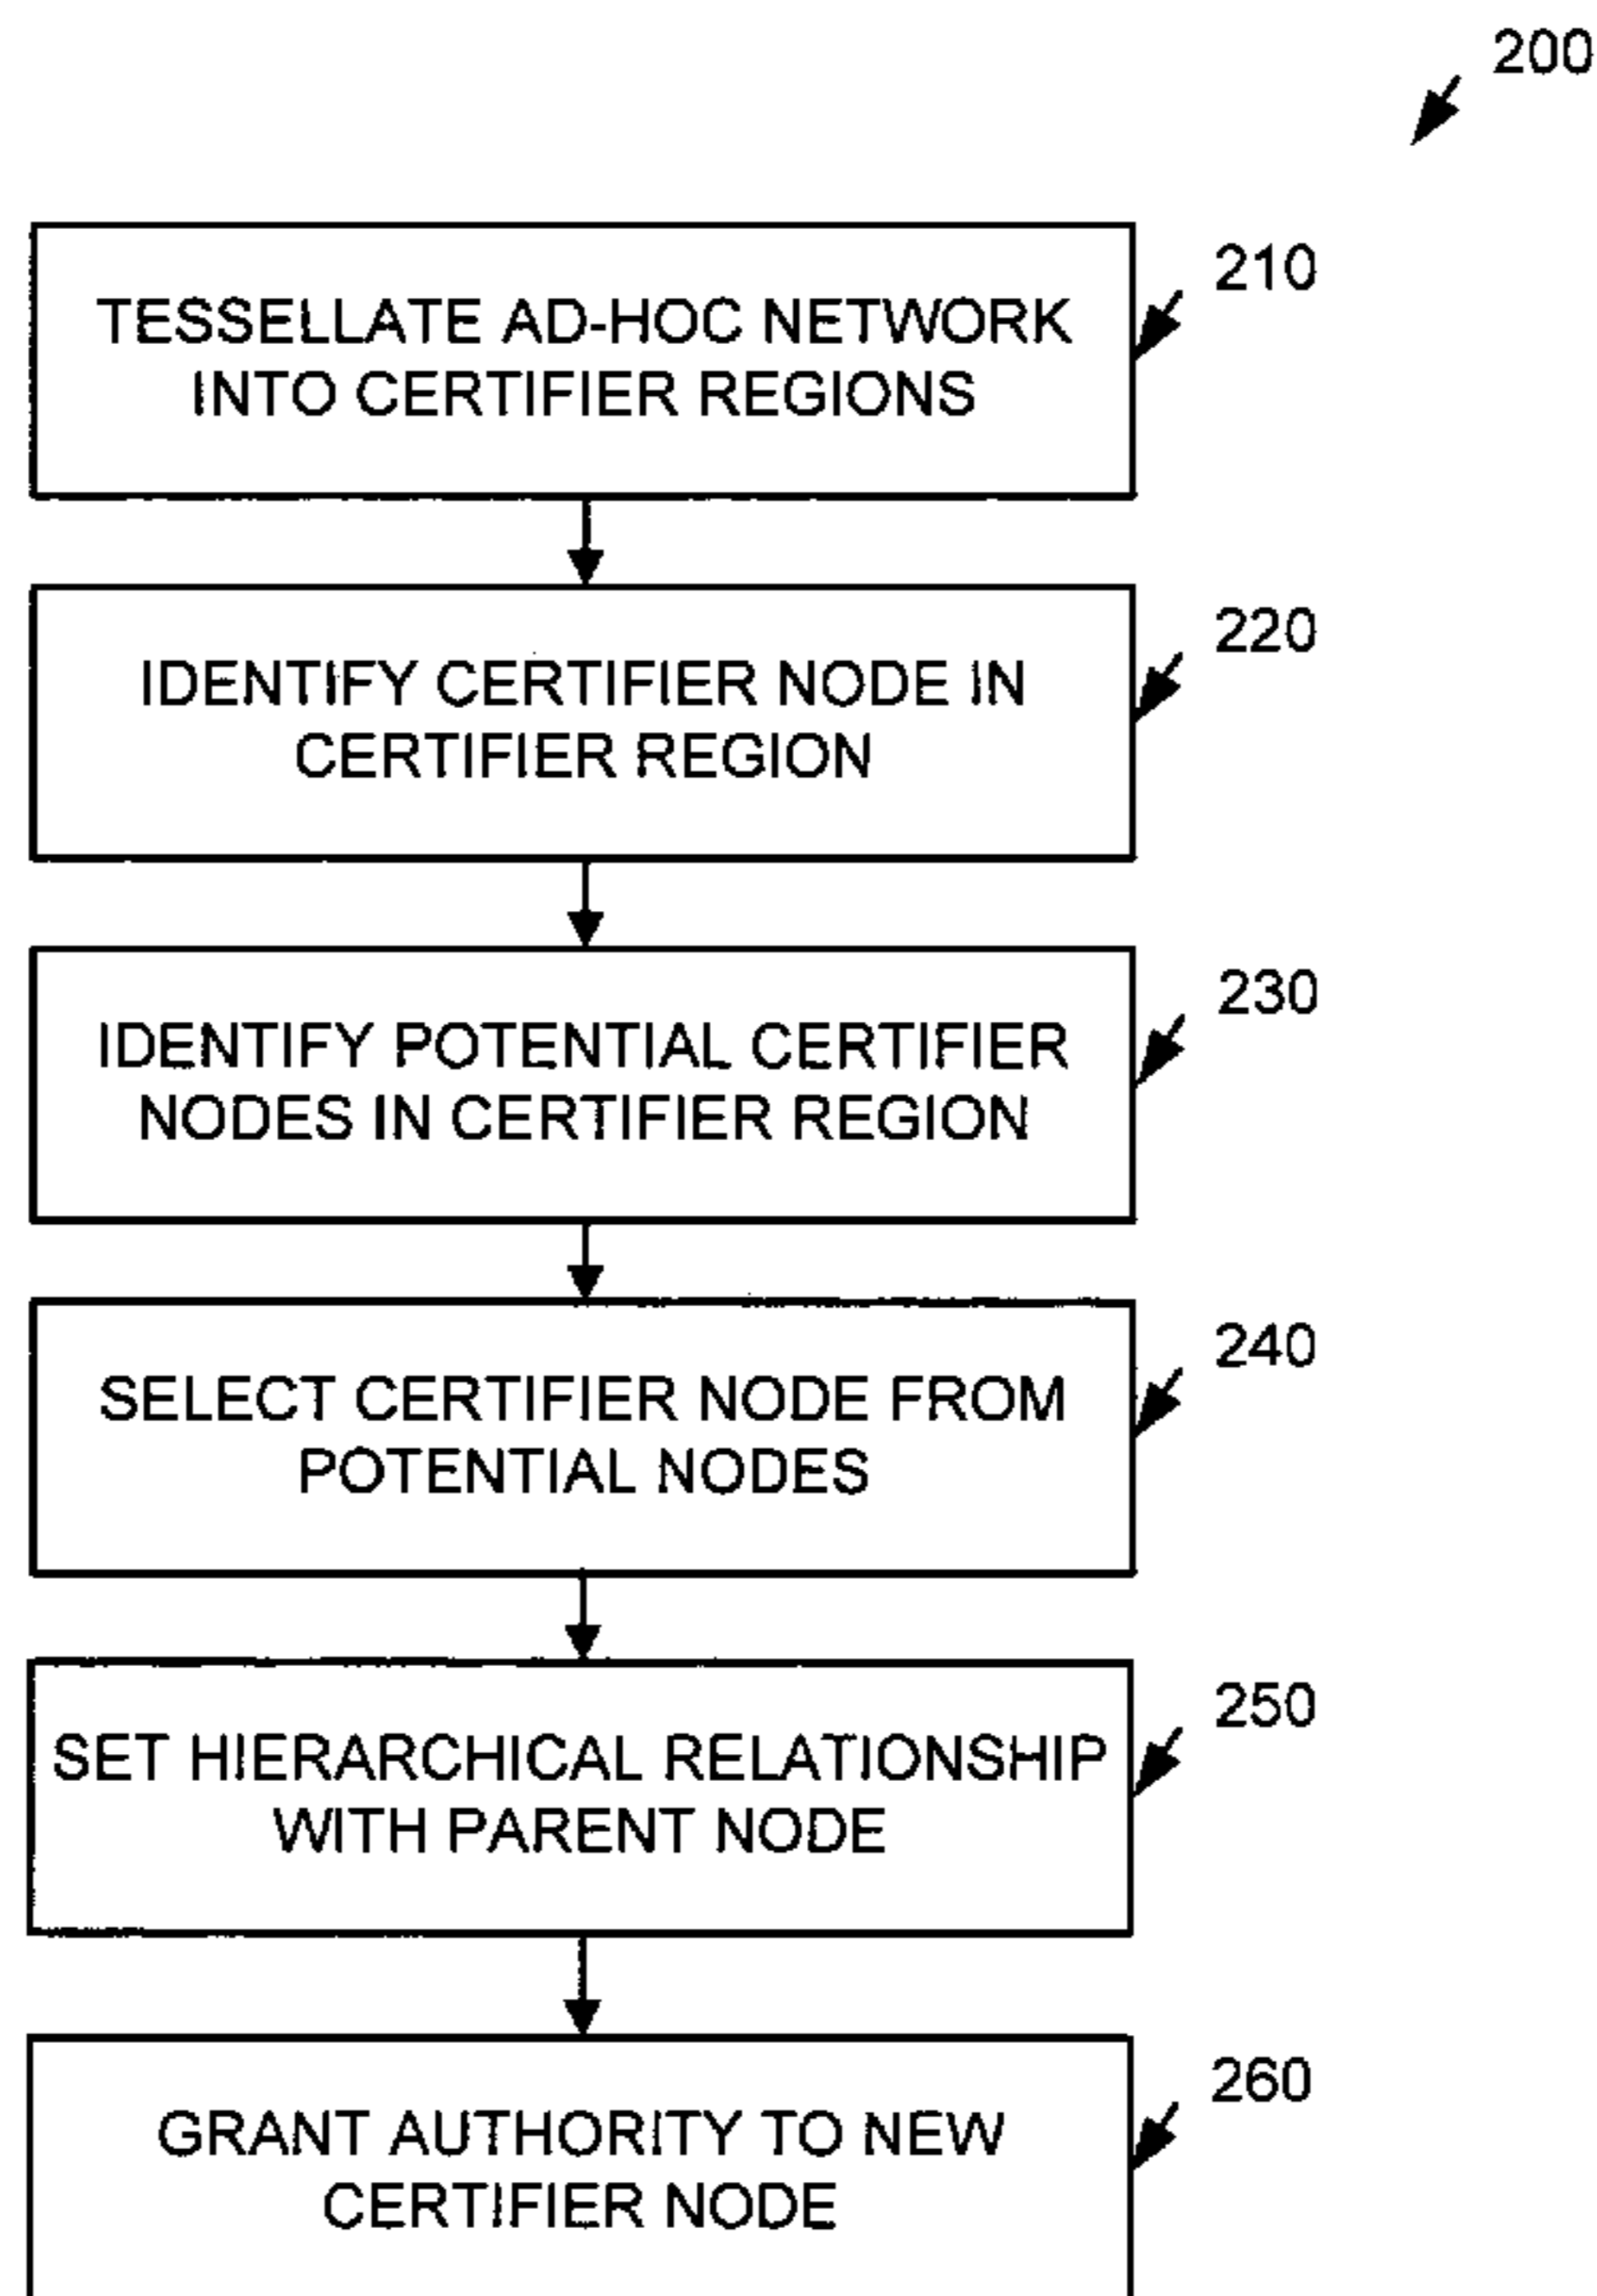 200
210
TESSELLATE AD-HOC NETWORK
INTO CERTIFIER REGIONS
220
IDENTIFY CERTIFIER NODE IN
CERTIFIER REGION
230
IDENTIFY POTENTIAL CERTIFIER
NODES IN CERTIFIER REGION
240
SELECT CERTIFIER NODE FROM
POTENTIAL NODES
250
SET HIERARCHICAL RELATIONSHIP
WITH PARENT NODE
260
GRANT AUTHORITY TO NEW
CERTIFIER NODE